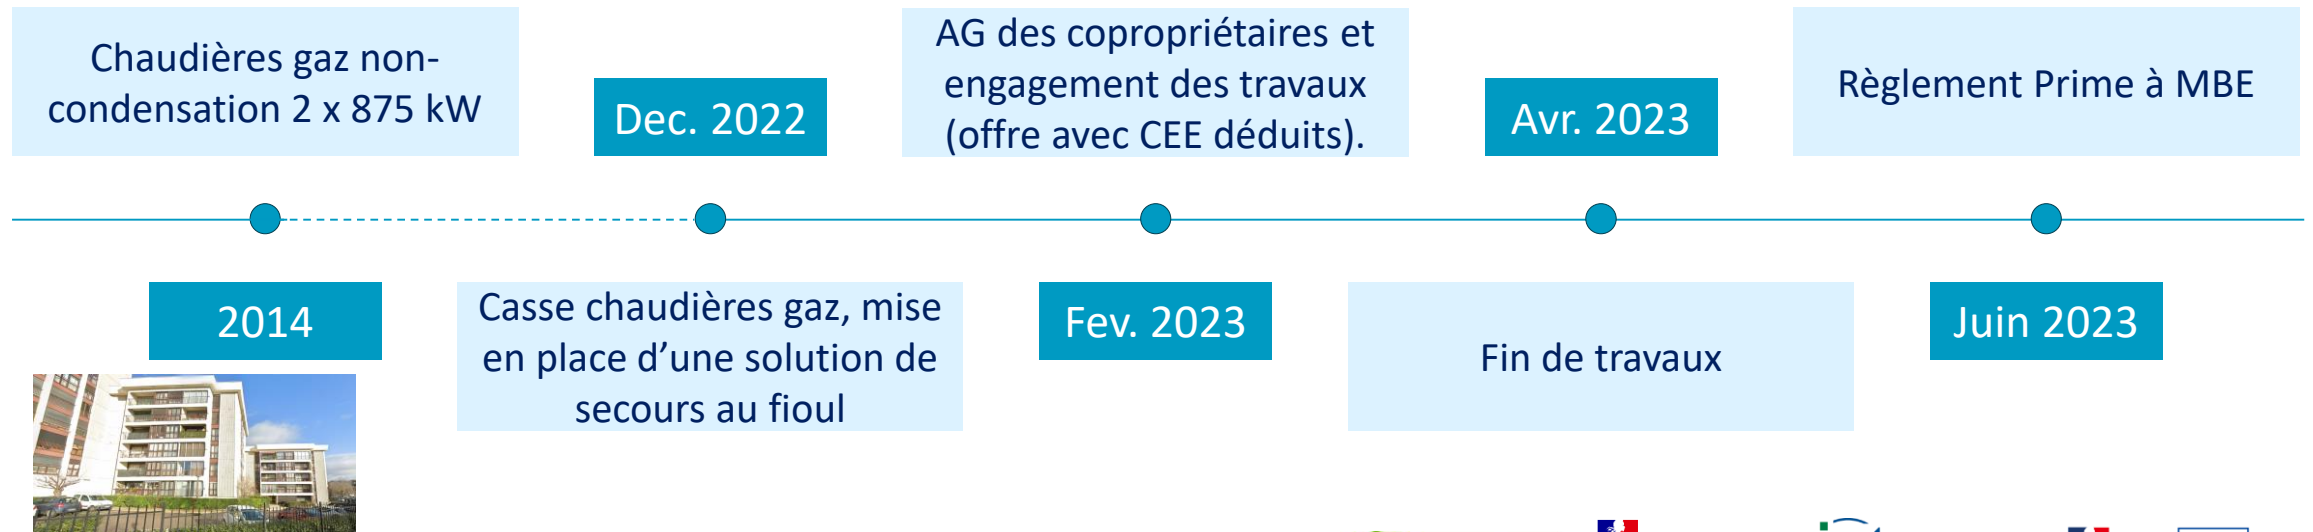 Chaudières gaz non-
condensation 2 x 875 kW
2014
Dec. 2022
Casse chaudières gaz, mise
en place d’une solution de
secours au fioul
AG des copropriétaires et
engagement des travaux
(offre avec CEE déduits).
Fev. 2023
Avr. 2023
Fin de travaux
Règlement Prime à MBE
Juin 2023